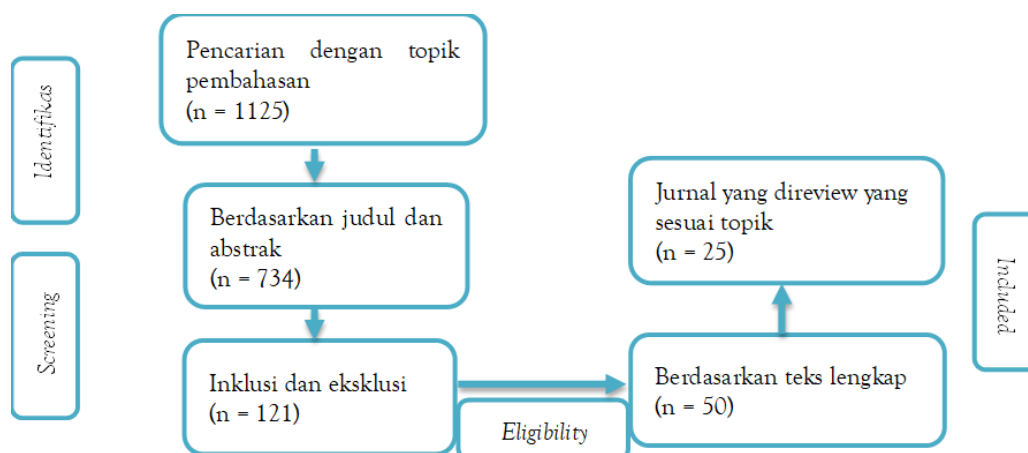 Identifikas
Pencarian dengan topik
pembahasan
(n = 1125)
Berdasarkan judul dan
abstrak
(n = 734)
Screening
Inklusi dan eksklusi
(n = 121)
Eligibility
Berdasarkan teks lengkap
(n = 50)
Jurnal yang direview yang
sesuai topik
(n = 25)
Included